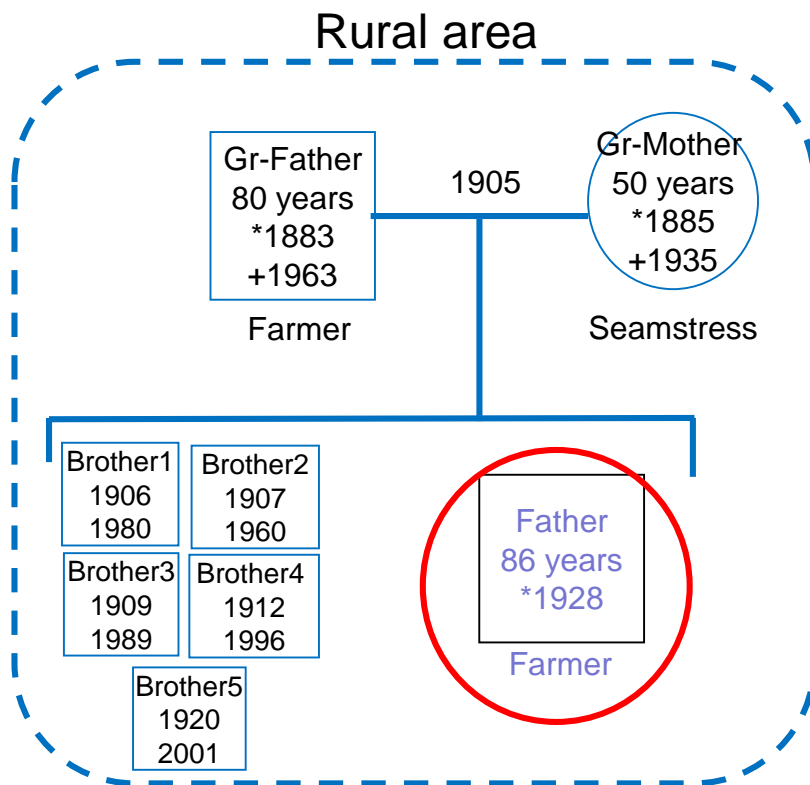 Rural area
Gr-Father
80 years
*1883
+1963
Farmer
1905
Gr-Mother
50 years
*1885
+1935
Seamstress
Brother1
1906
1980
Brother2
1907
1960
Brother3
1909
1989
Brother4
1912
1996
Brother5
1920
2001
Father
86 years
*1928
Farmer